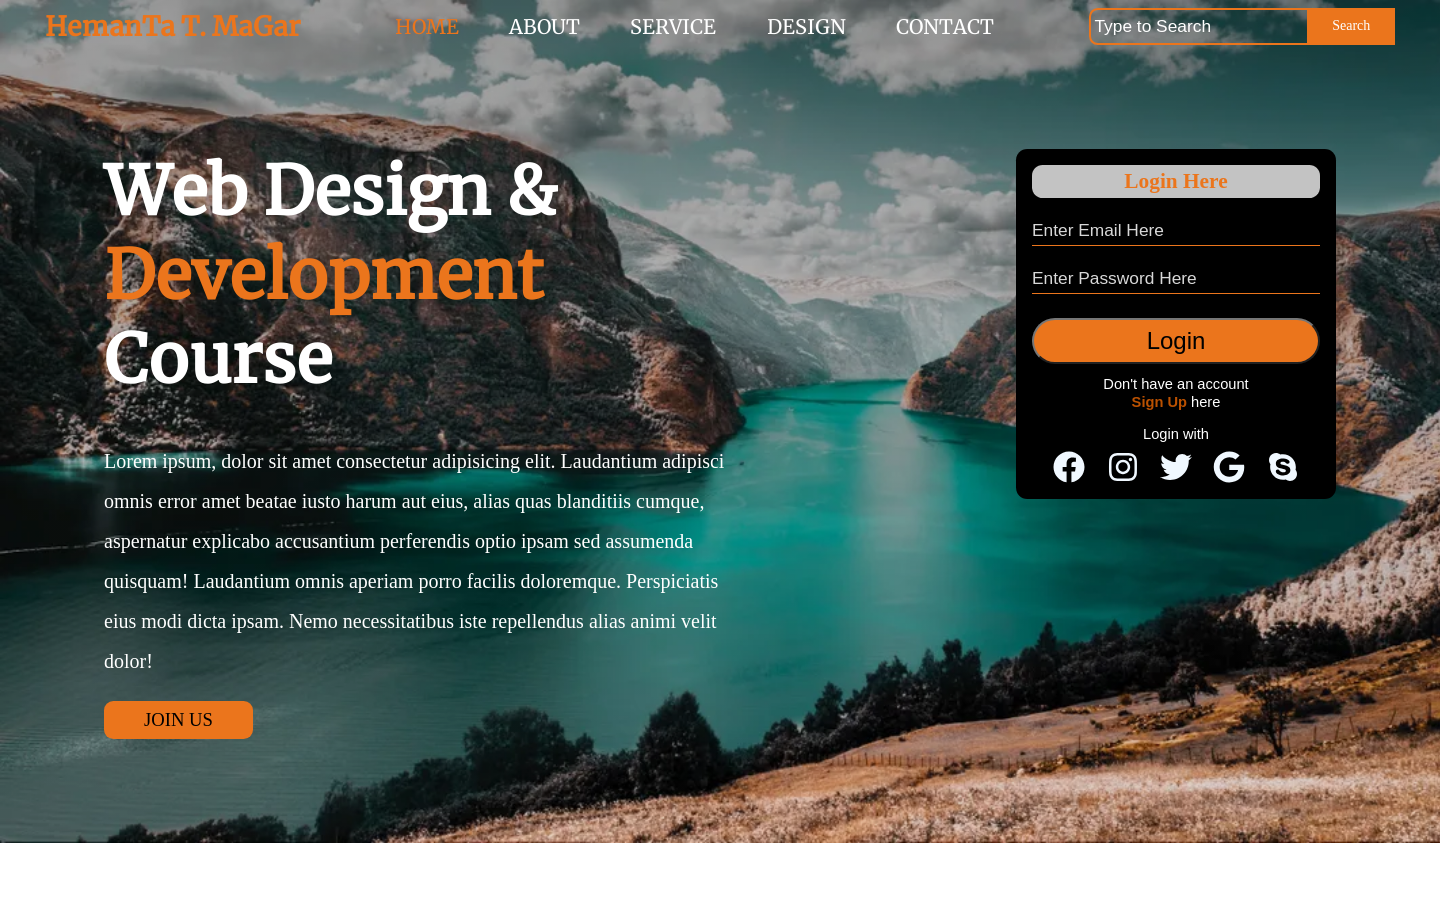 HemanTa T. MaGar
HOME
ABOUT
SERVICE
DESIGN
CONTACT
Type to Search
Search
Web Design &
Development
Course
Lorem ipsum, dolor sit amet consectetur adipisicing elit. Laudantium adipisci
omnis error amet beatae iusto harum aut eius, alias quas blanditiis cumque,
aspernatur explicabo accusantium perferendis optio ipsam sed assumenda
quisquam! Laudantium omnis aperiam porro facilis doloremque. Perspiciatis
eius modi dicta ipsam. Nemo necessitatibus iste repellendus alias animi velit
dolor!
JOIN US
Login Here
Enter Email Here
Enter Password Here
Login
Don't have an account
Sign Up here
Login with